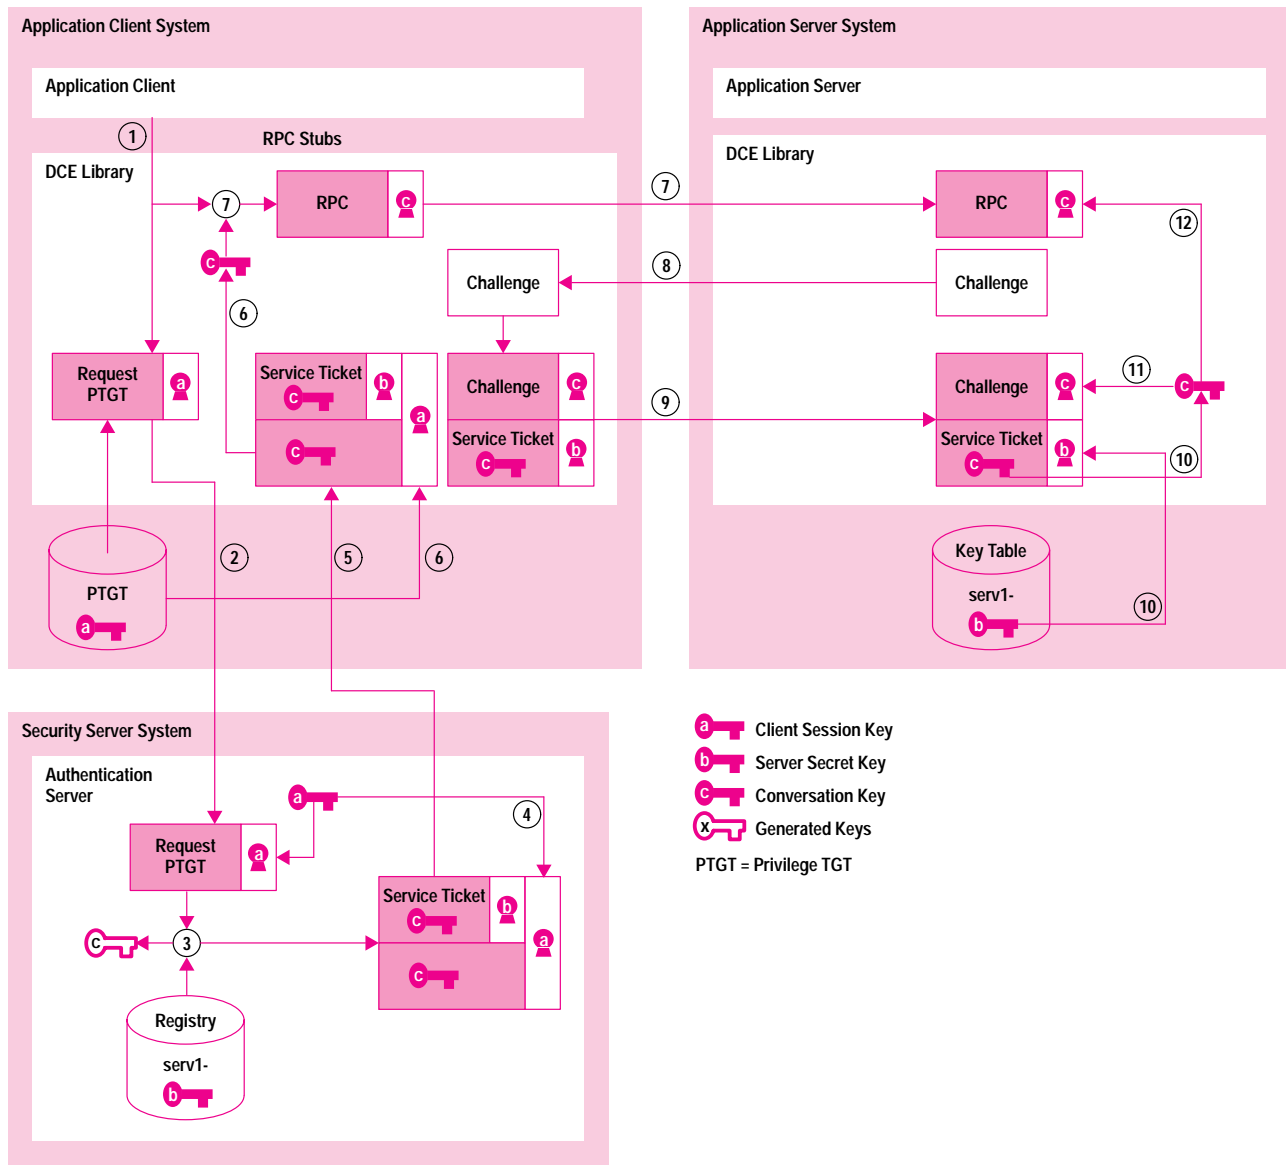 Application Client System
Application Client
1
RPC Stubs
DCE Library
7
RPC
c
c
6
Challenge
Request
PTGT
a
Service Ticket
c
b
a
c
Challenge
c
Service Ticket
c
b
2
5
6
PTGT
a
7
8
9
Application Server System
Application Server
DCE Library
RPC
c
12
Challenge
Challenge
c
11
c
Service Ticket
c
b
10
Key Table
serv1-
b
10
Security Server System
Authentication
Server
a
4
Request
PTGT
a
Service Ticket
c
b
a
c
c
3
Registry
serv1-
b
a Client Session Key
b Server Secret Key
c Conversation Key
x Generated Keys
PTGT = Privilege TGT